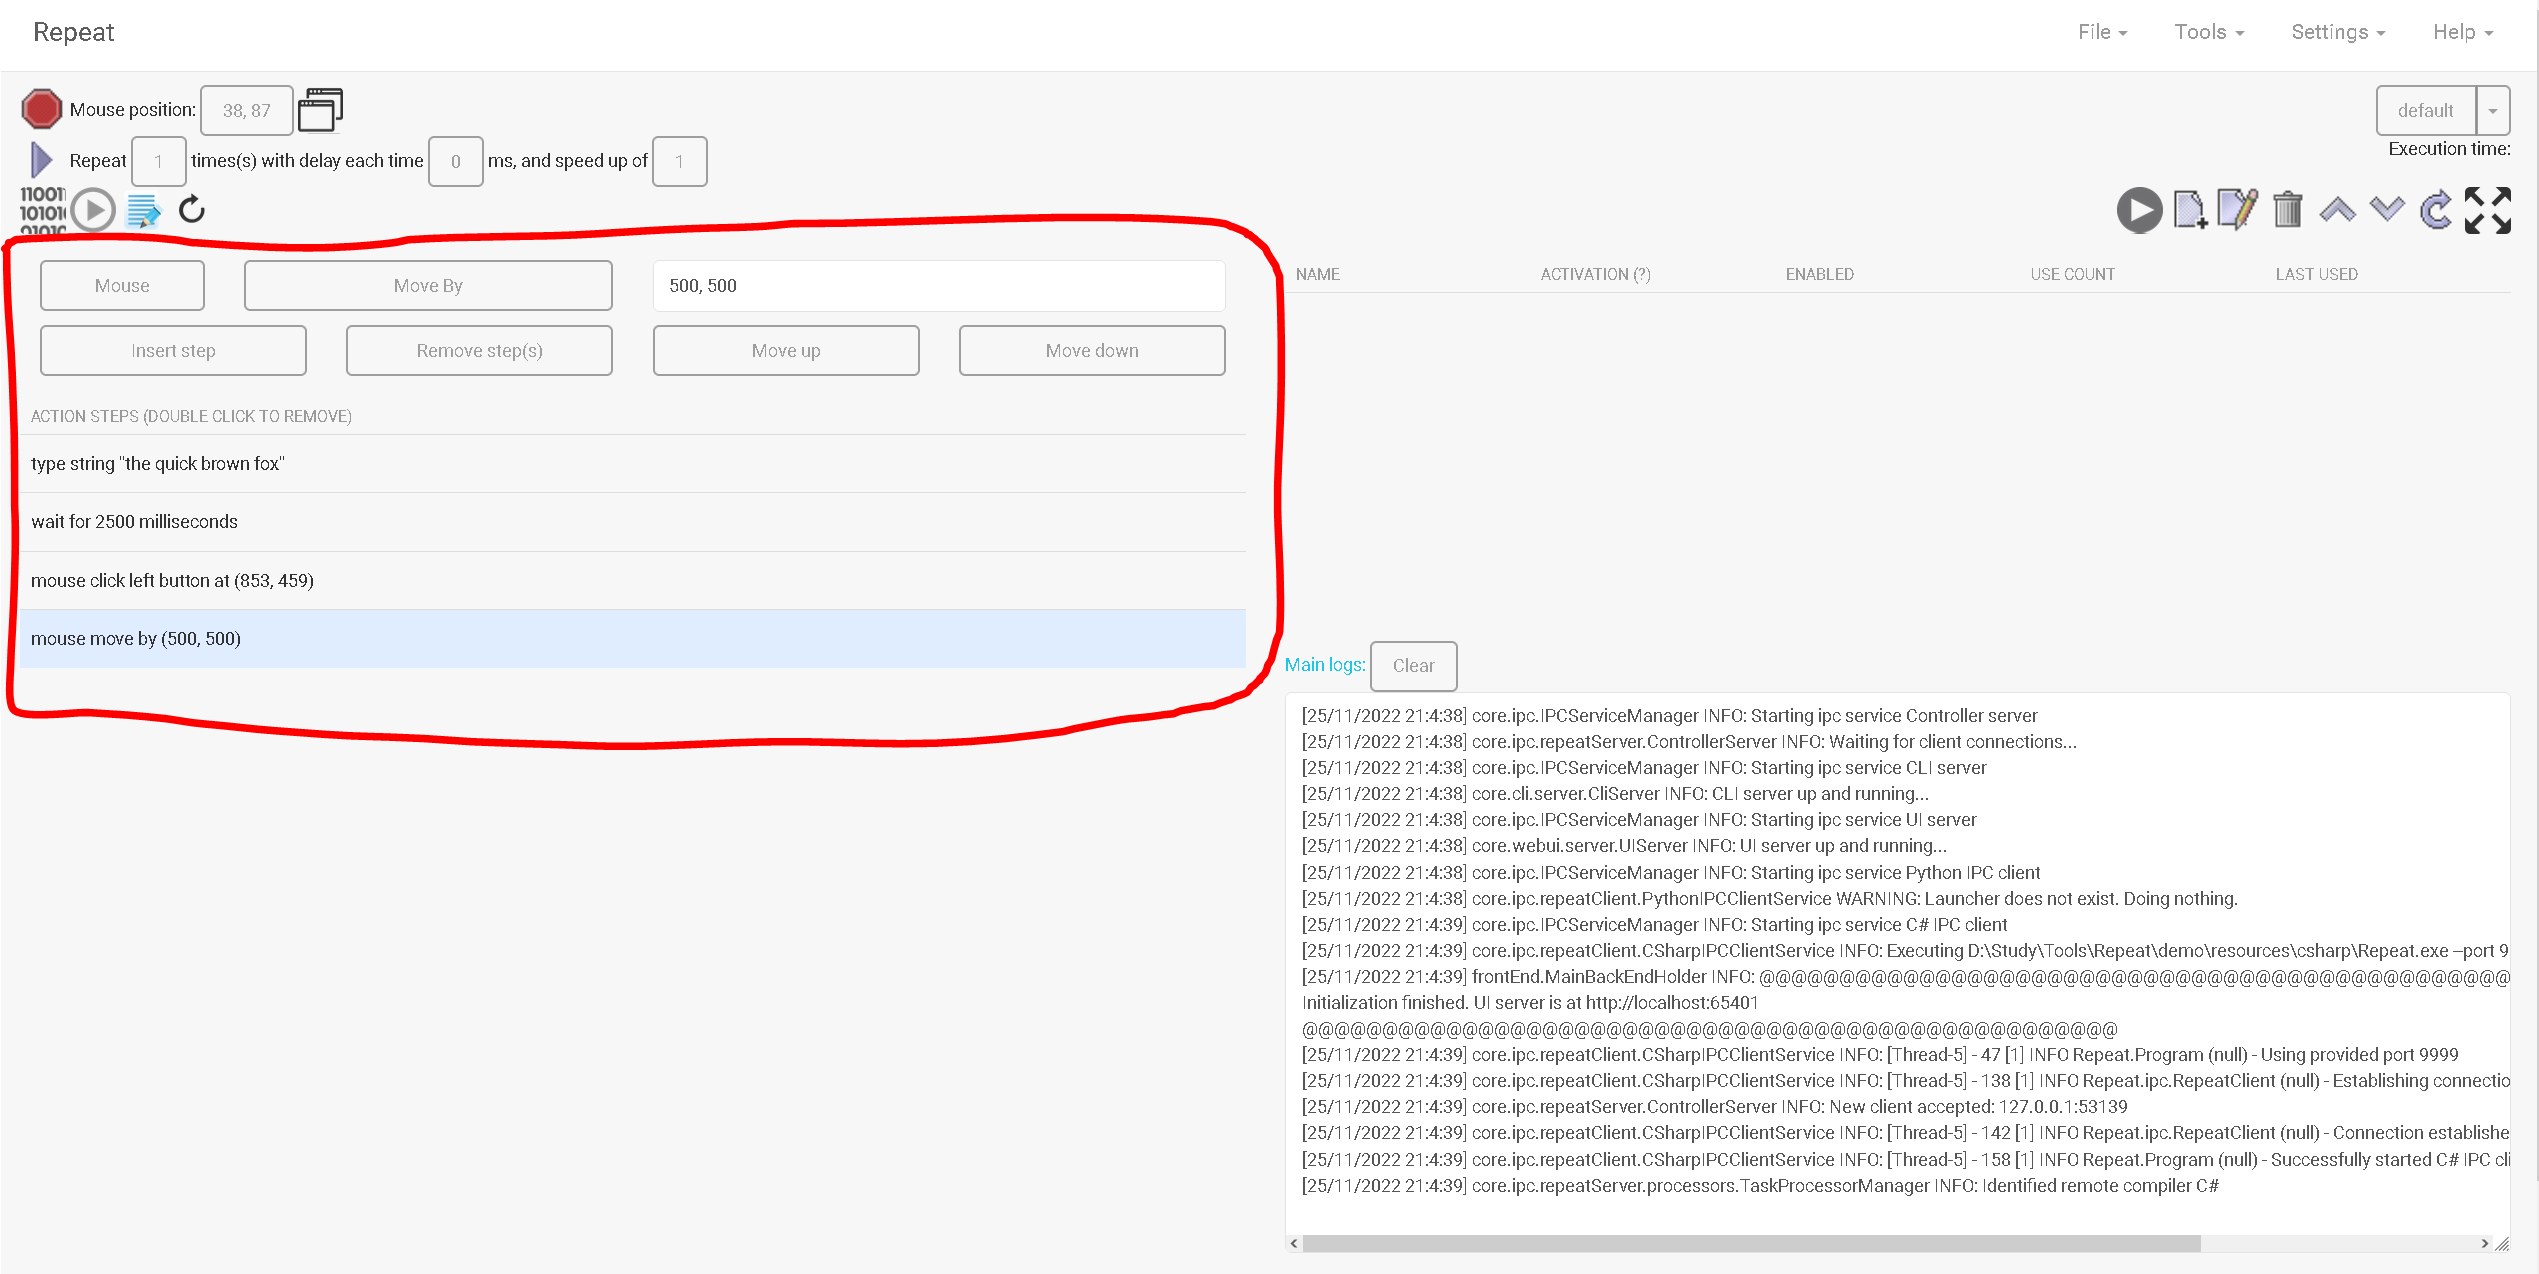 Repeat
File Tools Settings Help
Mouse position: 38, 87
default
Repeat 1 times(s) with delay each time 0 ms, and speed up of 1
Execution time:
11001
10101
01010
Mouse Move By 500, 500
Insert step Remove step(s) Move up Move down
ACTION STEPS (DOUBLE CLICK TO REMOVE)
type string "the quick brown fox"
wait for 2500 milliseconds
mouse click left button at (853, 459)
mouse move by (500, 500)
NAME ACTIVATION (?) ENABLED USE COUNT LAST USED
Main logs: Clear
[25/11/2022 21:4:38] core.ipc.IPCServiceManager INFO: Starting ipc service Controller server
[25/11/2022 21:4:38] core.ipc.repeatServer.ControllerServer INFO: Waiting for client connections...
[25/11/2022 21:4:38] core.ipc.IPCServiceManager INFO: Starting ipc service CLI server
[25/11/2022 21:4:38] core.cli.server.CliServer INFO: CLI server up and running...
[25/11/2022 21:4:38] core.ipc.IPCServiceManager INFO: Starting ipc service UI server
[25/11/2022 21:4:38] core.webui.server.UIServer INFO: UI server up and running...
[25/11/2022 21:4:38] core.ipc.IPCServiceManager INFO: Starting ipc service Python IPC client
[25/11/2022 21:4:38] core.ipc.repeatClient.PythonIPCClientService WARNING: Launcher does not exist. Doing nothing.
[25/11/2022 21:4:39] core.ipc.IPCServiceManager INFO: Starting ipc service C# IPC client
[25/11/2022 21:4:39] core.ipc.repeatClient.CSharpIPCClientService INFO: Executing D:\Study\Tools\Repeat\demo\resources\csharp\Repeat.exe --port 9
[25/11/2022 21:4:39] frontEnd.MainBackEndHolder INFO: @@@@@@@@@@@@@@@@@@@@@@@@@@@@@@@@@@@@@@@@@@@@@@@
Initialization finished. UI server is at http://localhost:65401
@@@@@@@@@@@@@@@@@@@@@@@@@@@@@@@@@@@@@@@@@@@@@@@@@@@
[25/11/2022 21:4:39] core.ipc.repeatClient.CSharpIPCClientService INFO: [Thread-5] - 47 [1] INFO Repeat.Program (null) - Using provided port 9999
[25/11/2022 21:4:39] core.ipc.repeatClient.CSharpIPCClientService INFO: [Thread-5] - 138 [1] INFO Repeat.ipc.RepeatClient (null) - Establishing connectio
[25/11/2022 21:4:39] core.ipc.repeatServer.ControllerServer INFO: New client accepted: 127.0.0.1:53139
[25/11/2022 21:4:39] core.ipc.repeatClient.CSharpIPCClientService INFO: [Thread-5] - 142 [1] INFO Repeat.ipc.RepeatClient (null) - Connection establishe
[25/11/2022 21:4:39] core.ipc.repeatClient.CSharpIPCClientService INFO: [Thread-5] - 158 [1] INFO Repeat.Program (null) - Successfully started C# IPC cli
[25/11/2022 21:4:39] core.ipc.repeatServer.processors.TaskProcessorManager INFO: Identified remote compiler C#